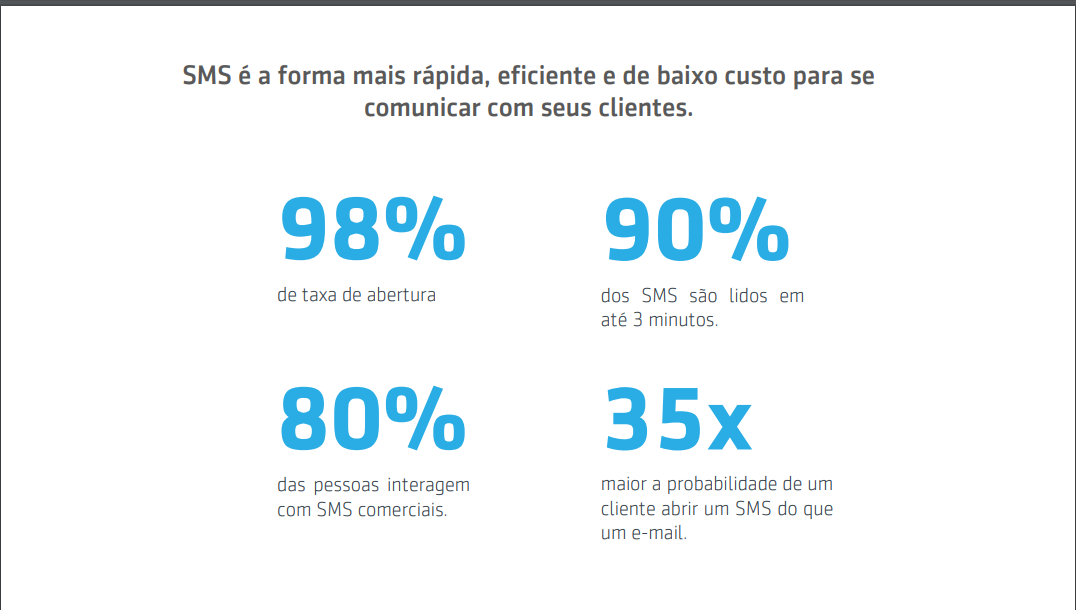 SMS é a forma mais rápida, eficiente e de baixo custo para se
comunicar com seus clientes.
98%
de taxa de abertura
90%
dos SMS são lidos em
até 3 minutos.
80%
das pessoas interagem
com SMS comerciais.
35x
maior a probabilidade de um
cliente abrir um SMS do que
um e-mail.